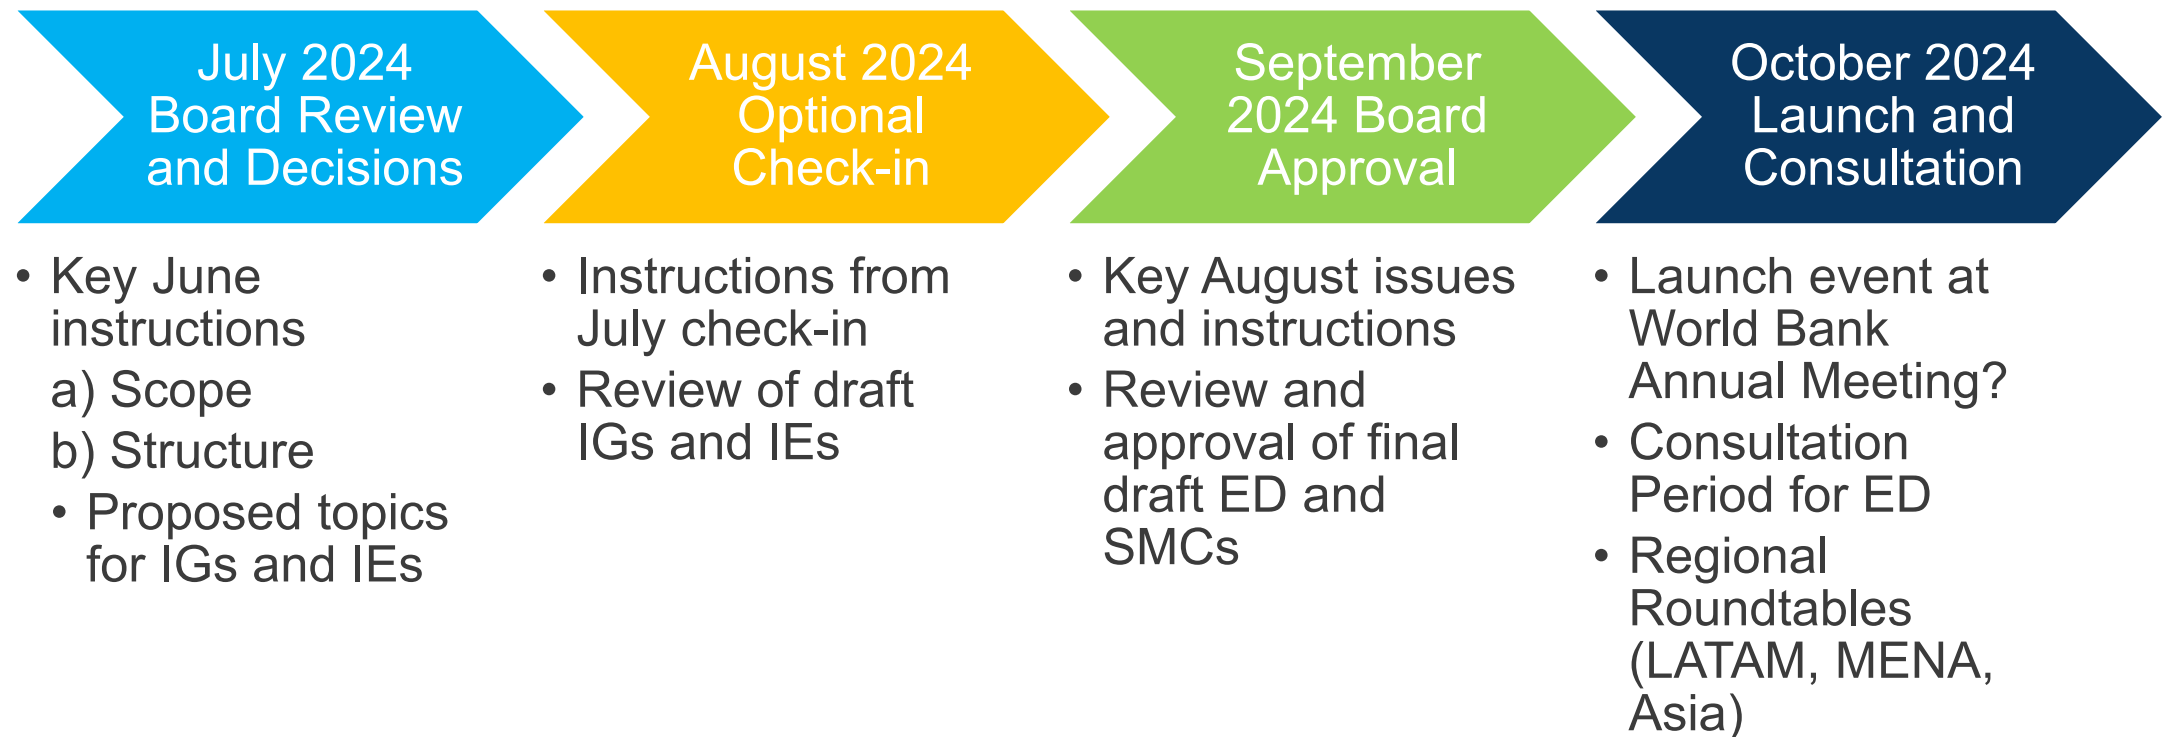 July 2024
Board Review
and Decisions
• Key June
instructions
a) Scope
b) Structure
• Proposed topics
for IGs and IEs
August 2024
Optional
Check-in
• Instructions from
July check-in
• Review of draft
IGs and IEs
September
2024 Board
Approval
• Key August issues
and instructions
• Review and
approval of final
draft ED and
SMCs
October 2024
Launch and
Consultation
• Launch event at
World Bank
Annual Meeting?
• Consultation
Period for ED
• Regional
Roundtables
(LATAM, MENA,
Asia)